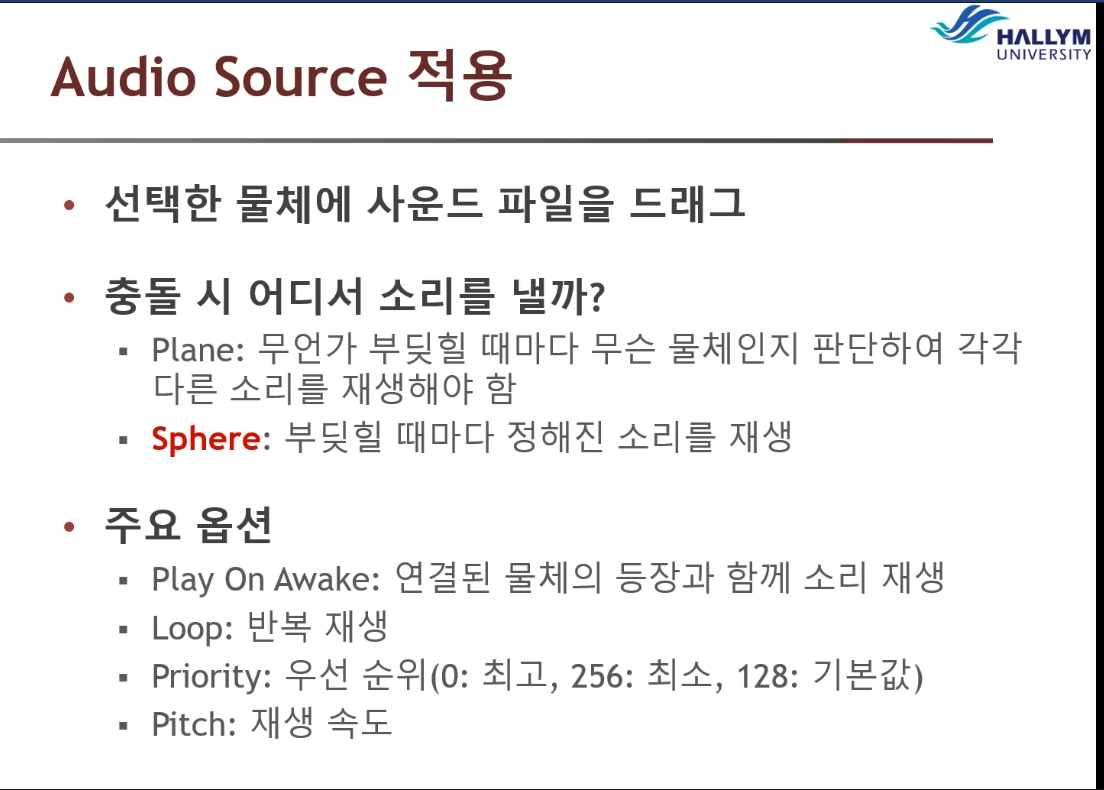 HALLYM
UNIVERSITY
Audio Source 적용
• 선택한 물체에 사운드 파일을 드래그
• 충돌 시 어디서 소리를 낼까?
▪ Plane: 무언가 부딪힐 때마다 무슨 물체인지 판단하여 각각
다른 소리를 재생해야 함
▪ Sphere: 부딪힐 때마다 정해진 소리를 재생
• 주요 옵션
▪ Play On Awake: 연결된 물체의 등장과 함께 소리 재생
▪ Loop: 반복 재생
▪ Priority: 우선 순위(0: 최고, 256: 최소, 128: 기본값)
▪ Pitch: 재생 속도